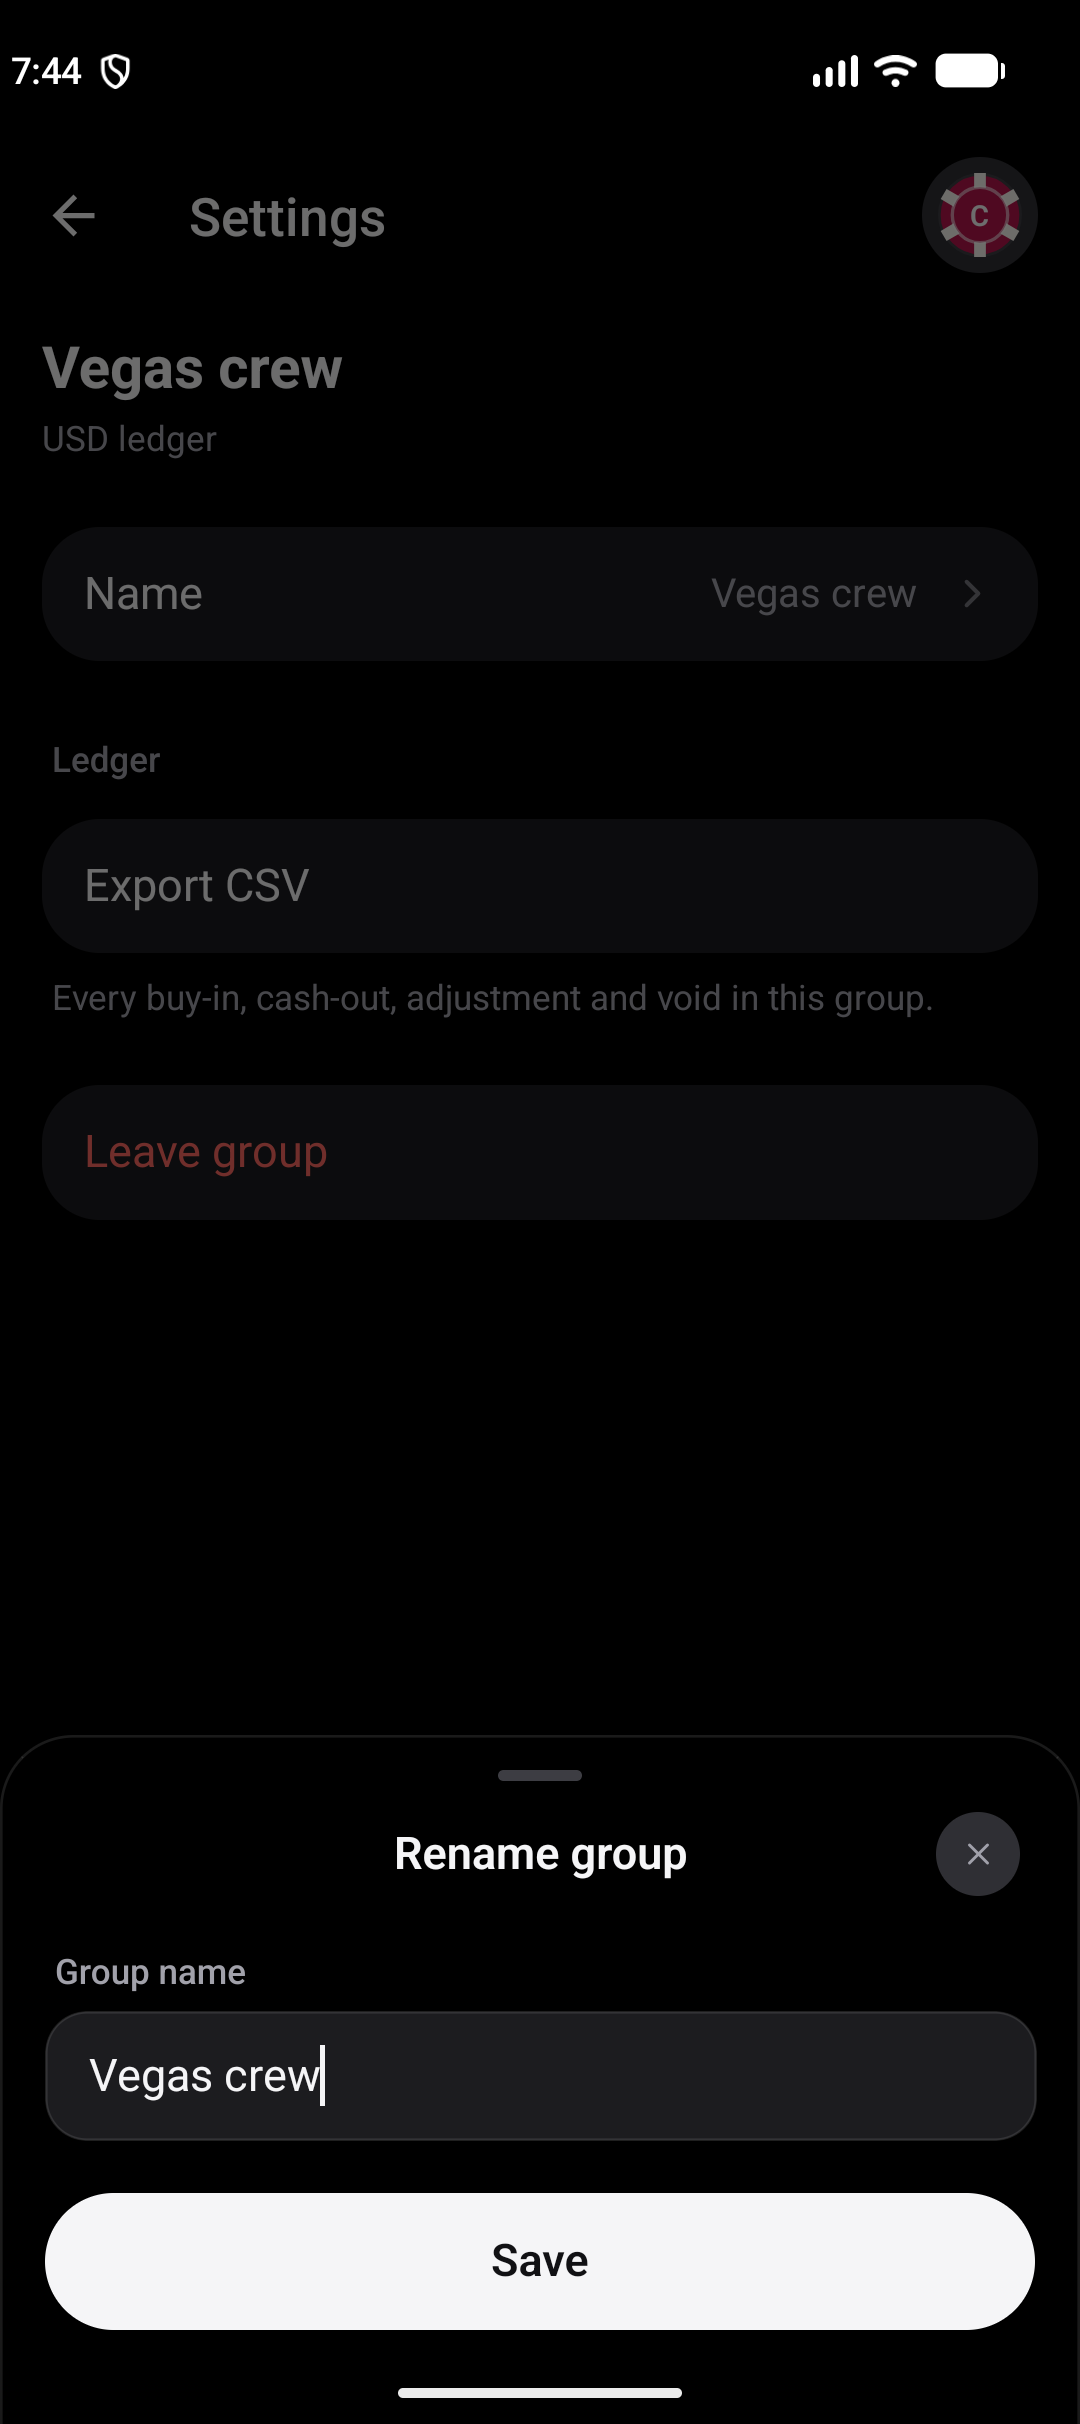 7:44
Settings
C
Vegas crew
USD ledger
Name
Vegas crew
Ledger
Export CSV
Every buy-in, cash-out, adjustment and void in this group.
Leave group
Rename group
Group name
Vegas crew
Save